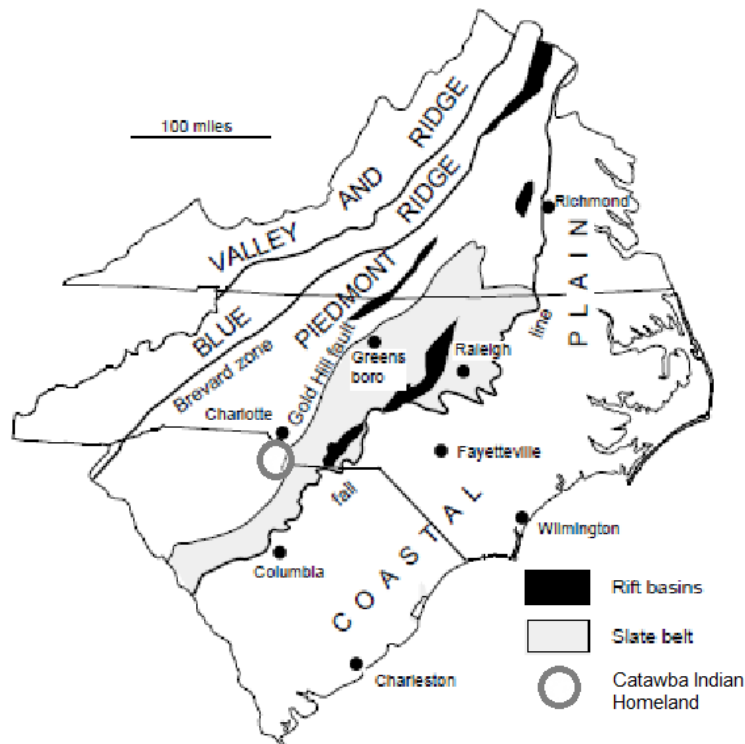 100 miles
VALLEY AND RIDGE
BLUE RIDGE
PIEDMONT
Brevard zone
Gold Hill fault
Richmond
Greens
boro
Raleigh
Charlotte
fall line
Fayetteville
COASTAL PLAIN
Wilmington
Columbia
Charleston
Rift basins
Slate belt
Catawba Indian
Homeland